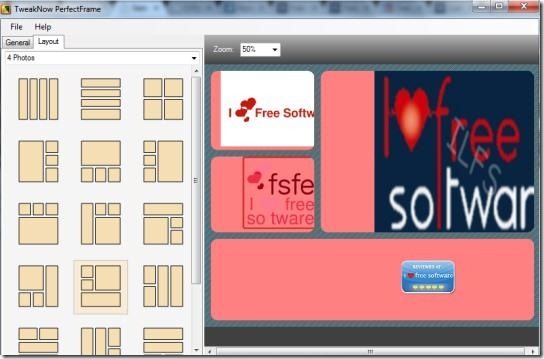 TweakNow PerfectFrame
File Help
General Layout
4 Photos
Zoom: 50%
I Free Softw
I free
software
ILFS
fsfe
I free
so tware
REVIEWED AT
I free software